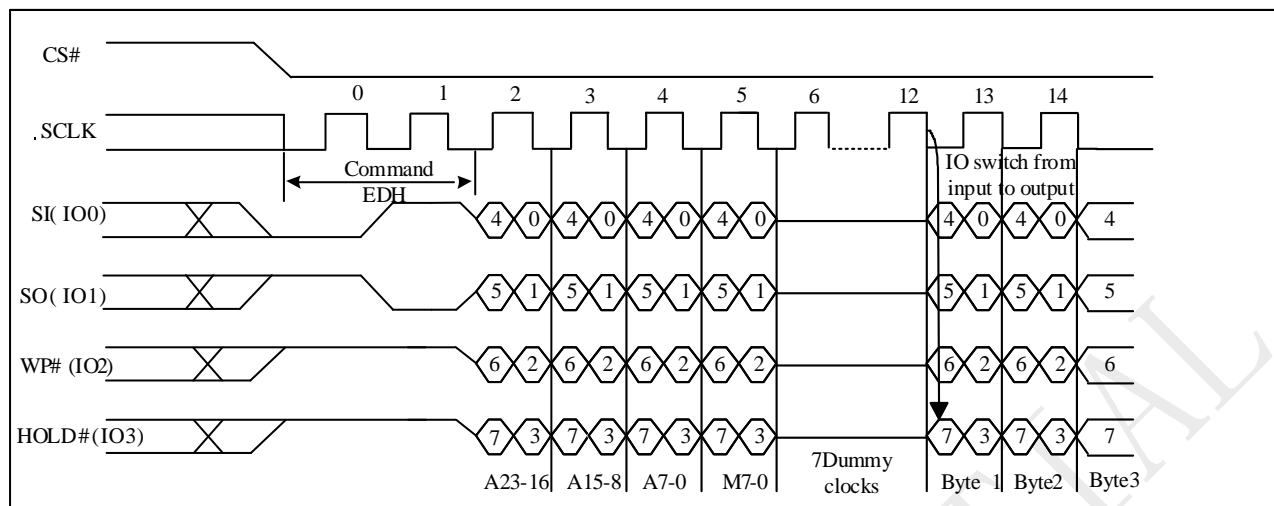 CS#
0 1 2 3 4 5 6 12 13 14
.SCLK
Command
EDH
IO switch from
input to output
SI( IO0)
4 0 4 0 4 0 4 0 4 0 4 0 4
SO( IO1)
5 1 5 1 5 1 5 1 5 1 5 1 5
WP# (IO2)
6 2 6 2 6 2 6 2 6 2 6 2 6
HOLD# (IO3)
7 3 7 3 7 3 7 3 7 3 7 3 7
A23-16 A15-8 A7-0 M7-0
7Dummy
clocks
Byte 1 Byte2 Byte3